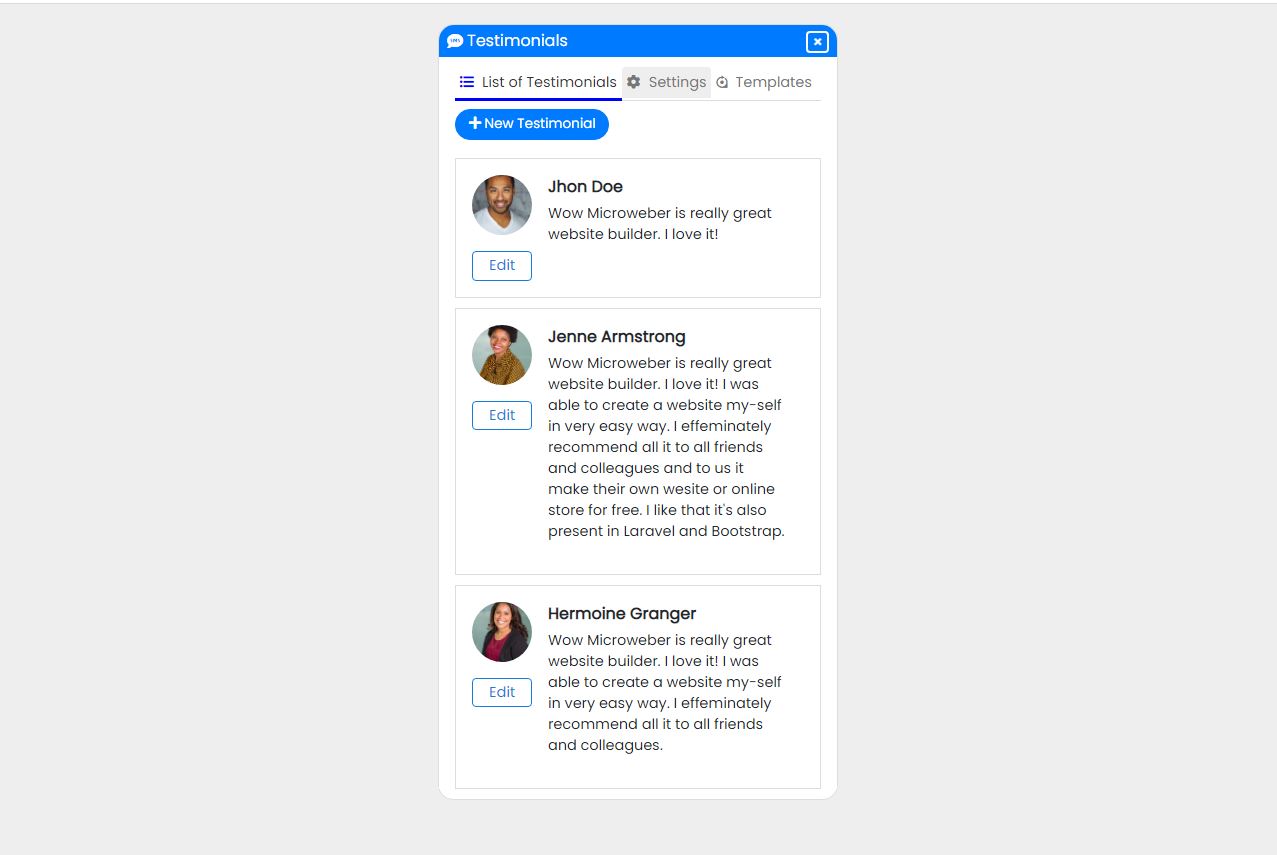 Testimonials
List of Testimonials Settings Templates
New Testimonial
Jhon Doe
Wow Microweber is really great
website builder. I love it!
Edit
Jenne Armstrong
Wow Microweber is really great
website builder. I love it! I was
able to create a website my-self
in very easy way. I effeminately
recommend all it to all friends
and colleagues and to us it
make their own wesite or online
store for free. I like that it's also
present in Laravel and Bootstrap.
Edit
Hermoine Granger
Wow Microweber is really great
website builder. I love it! I was
able to create a website my-self
in very easy way. I effeminately
recommend all it to all friends
and colleagues.
Edit